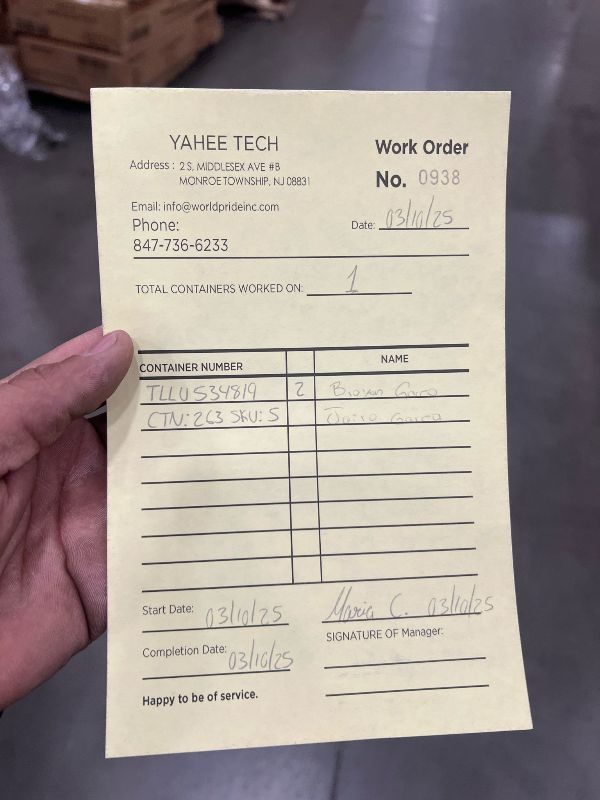 YAHEE TECH
Address : 2 S, MIDDLESEX AVE #B
MONROE TOWNSHIP, NJ 08831
Email: info@worldprideinc.com
Phone:
847-736-6233
Work Order
No. 0938
Date: 03/10/25
TOTAL CONTAINERS WORKED ON: 1
CONTAINER NUMBER NAME
TLLU534819 2
CTN: 263 SKU: 5
Start Date: 03/10/25
Maria C. 03/10/25
SIGNATURE OF Manager:
Completion Date: 03/10/25
Happy to be of service.